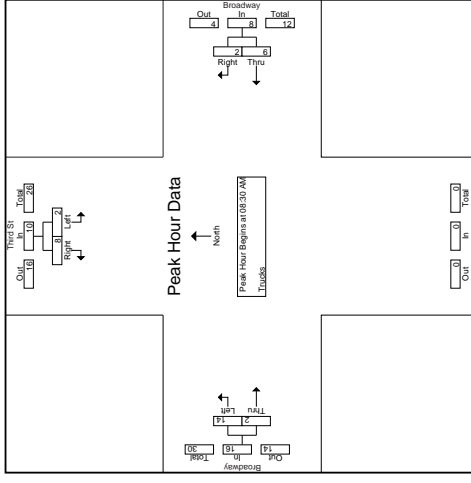 Broadway
Out In Total
4 8 12
2 6
Right Thru
Third St
Out In Total
16 10 26
8 2
Right Left
Peak Hour Data
North
Peak Hour Begins at 08:30 AM
Trucks
Out In Total
0 0 0
Left Thru
14 2
Total In Out
30 16 14
Broadway